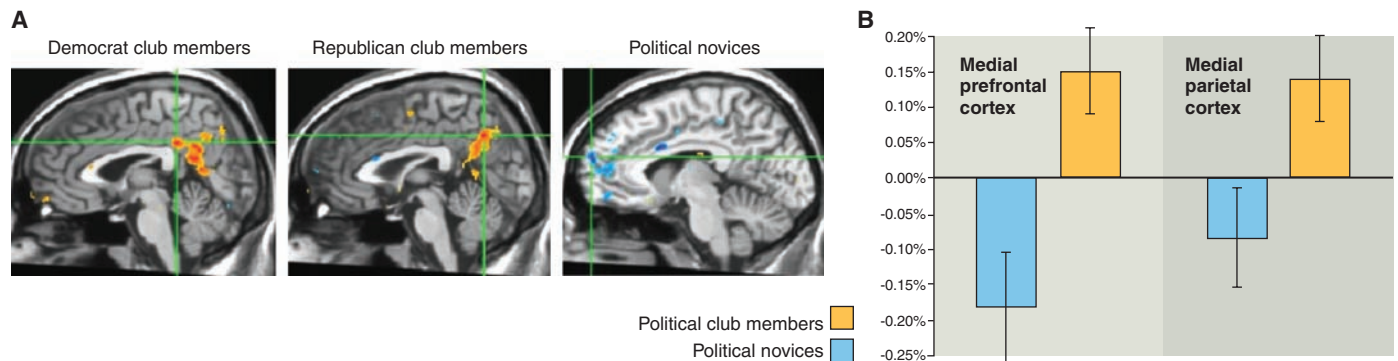 A
Democrat club members
Republican club members
Political novices
Political club members
Political novices
B
0.20%
0.15%
0.10%
0.05%
0.00%
-0.05%
-0.10%
-0.15%
-0.20%
-0.25%
Medial
prefrontal
cortex
Medial
parietal
cortex